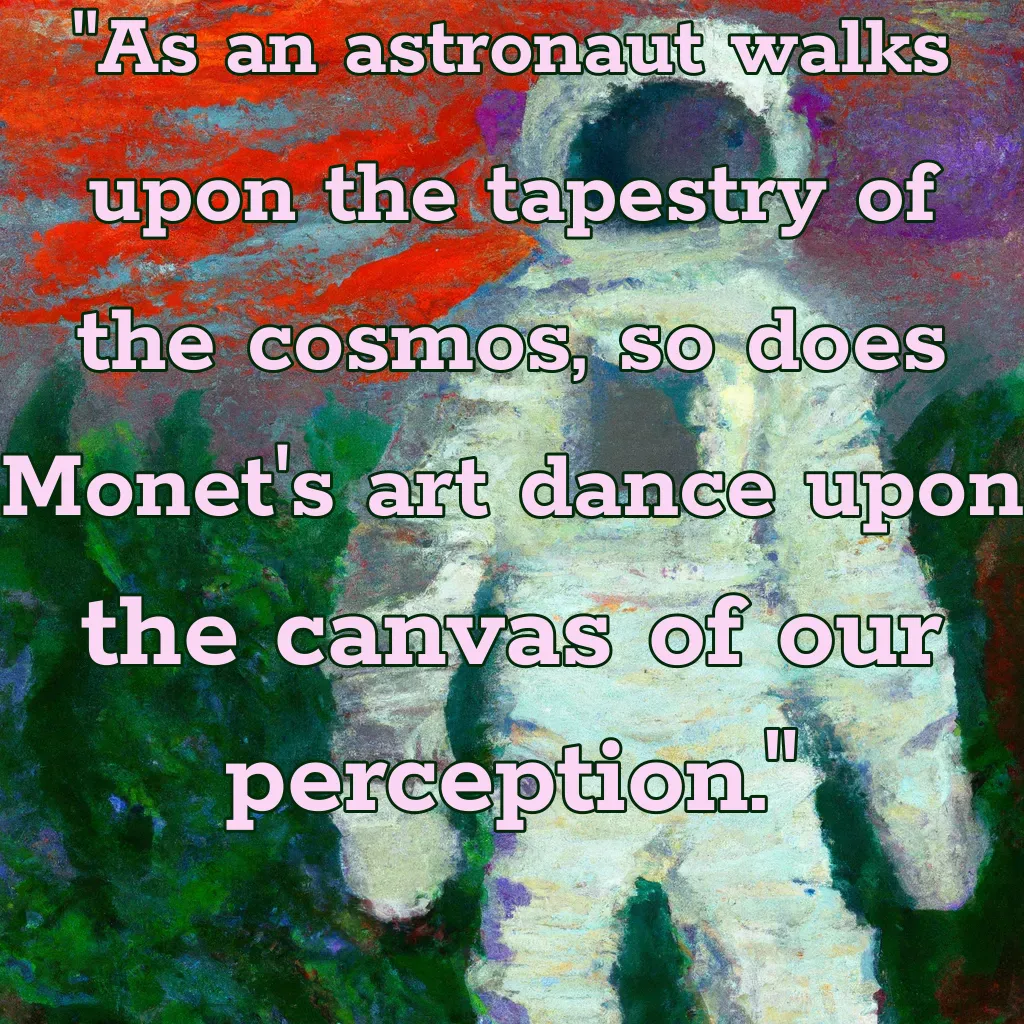 "As an astronaut walks
upon the tapestry of
the cosmos, so does
Monet's art dance upon
the canvas of our
perception."